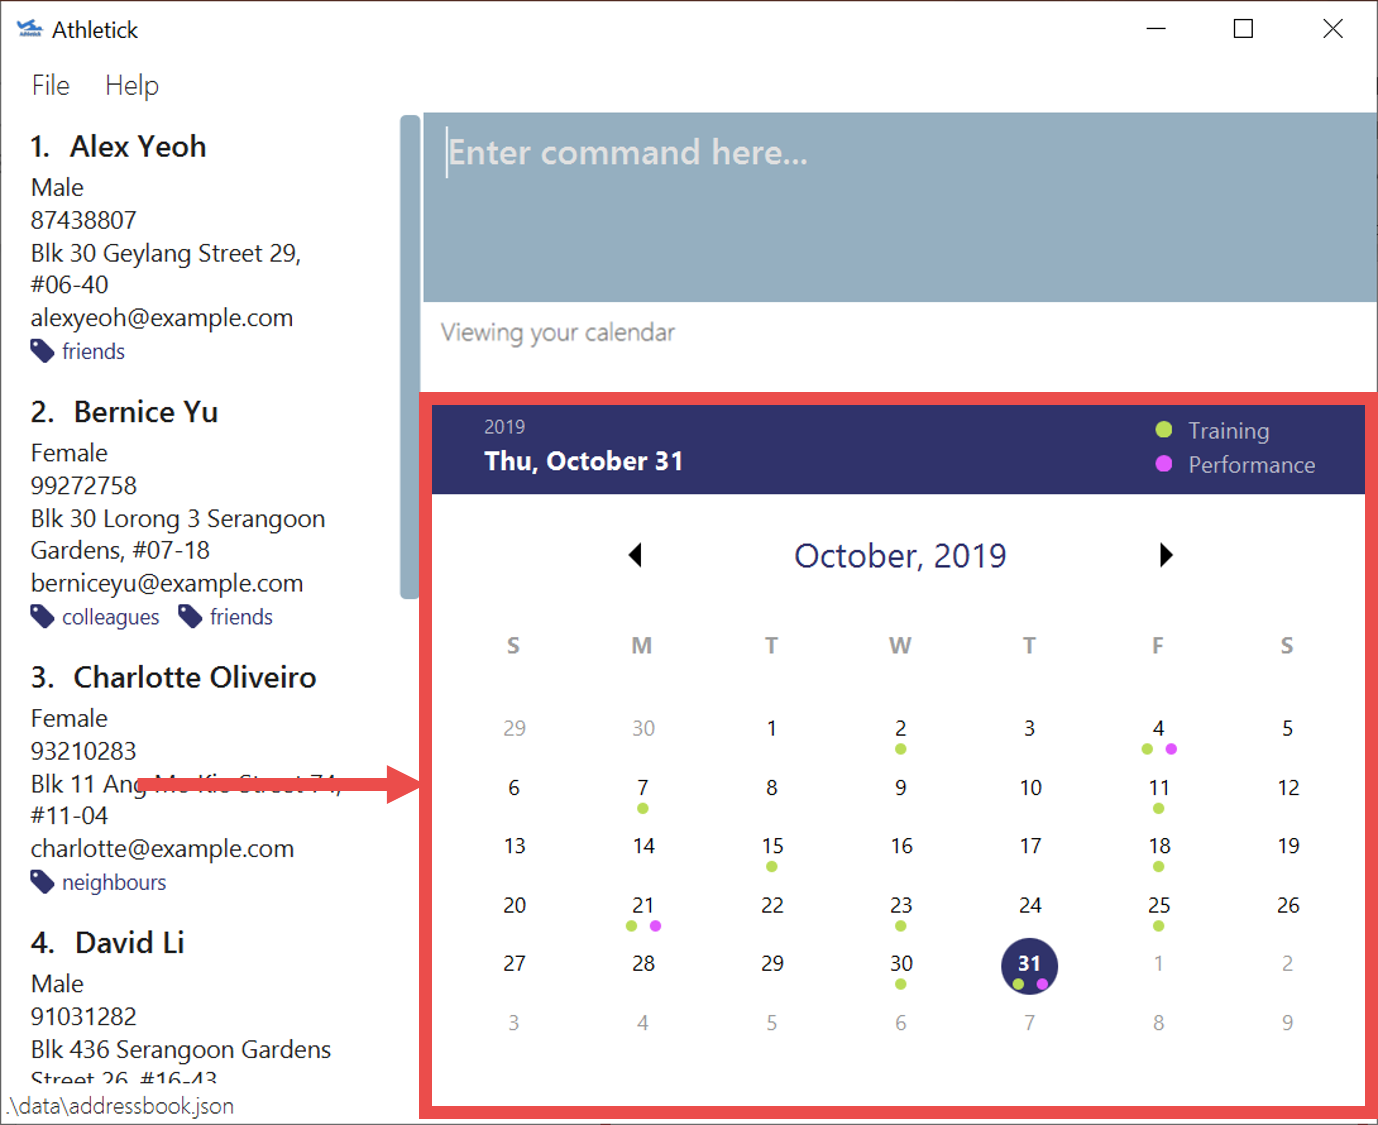 Athletick
File Help
1. Alex Yeoh
Male
87438807
Blk 30 Geylang Street 29,
#06-40
alexyeoh@example.com
friends
2. Bernice Yu
Female
99272758
Blk 30 Lorong 3 Serangoon
Gardens, #07-18
berniceyu@example.com
colleagues friends
3. Charlotte Oliveiro
Female
93210283
Blk 11 Ang Mo Kio Street 74,
#11-04
charlotte@example.com
neighbours
4. David Li
Male
91031282
Blk 436 Serangoon Gardens
Street 26, #16-43
.\data\addressbook.json
Enter command here...
Viewing your calendar
2019
Thu, October 31
Training
Performance
October, 2019
S M T W T F S
29 30 1 2 3 4 5
6 7 8 9 10 11 12
13 14 15 16 17 18 19
20 21 22 23 24 25 26
27 28 29 30 31 1 2
3 4 5 6 7 8 9